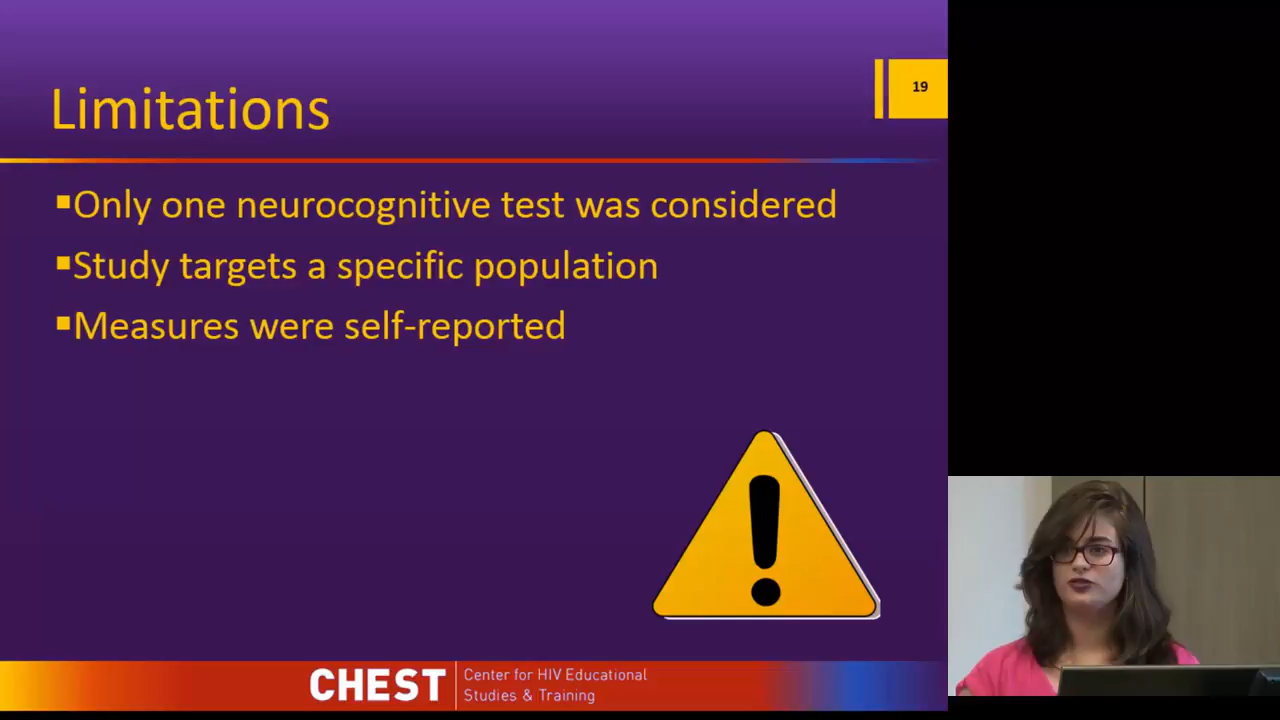 19
Limitations
▪Only one neurocognitive test was considered
▪Study targets a specific population
▪Measures were self-reported
CHEST
Center for HIV Educational
Studies & Training